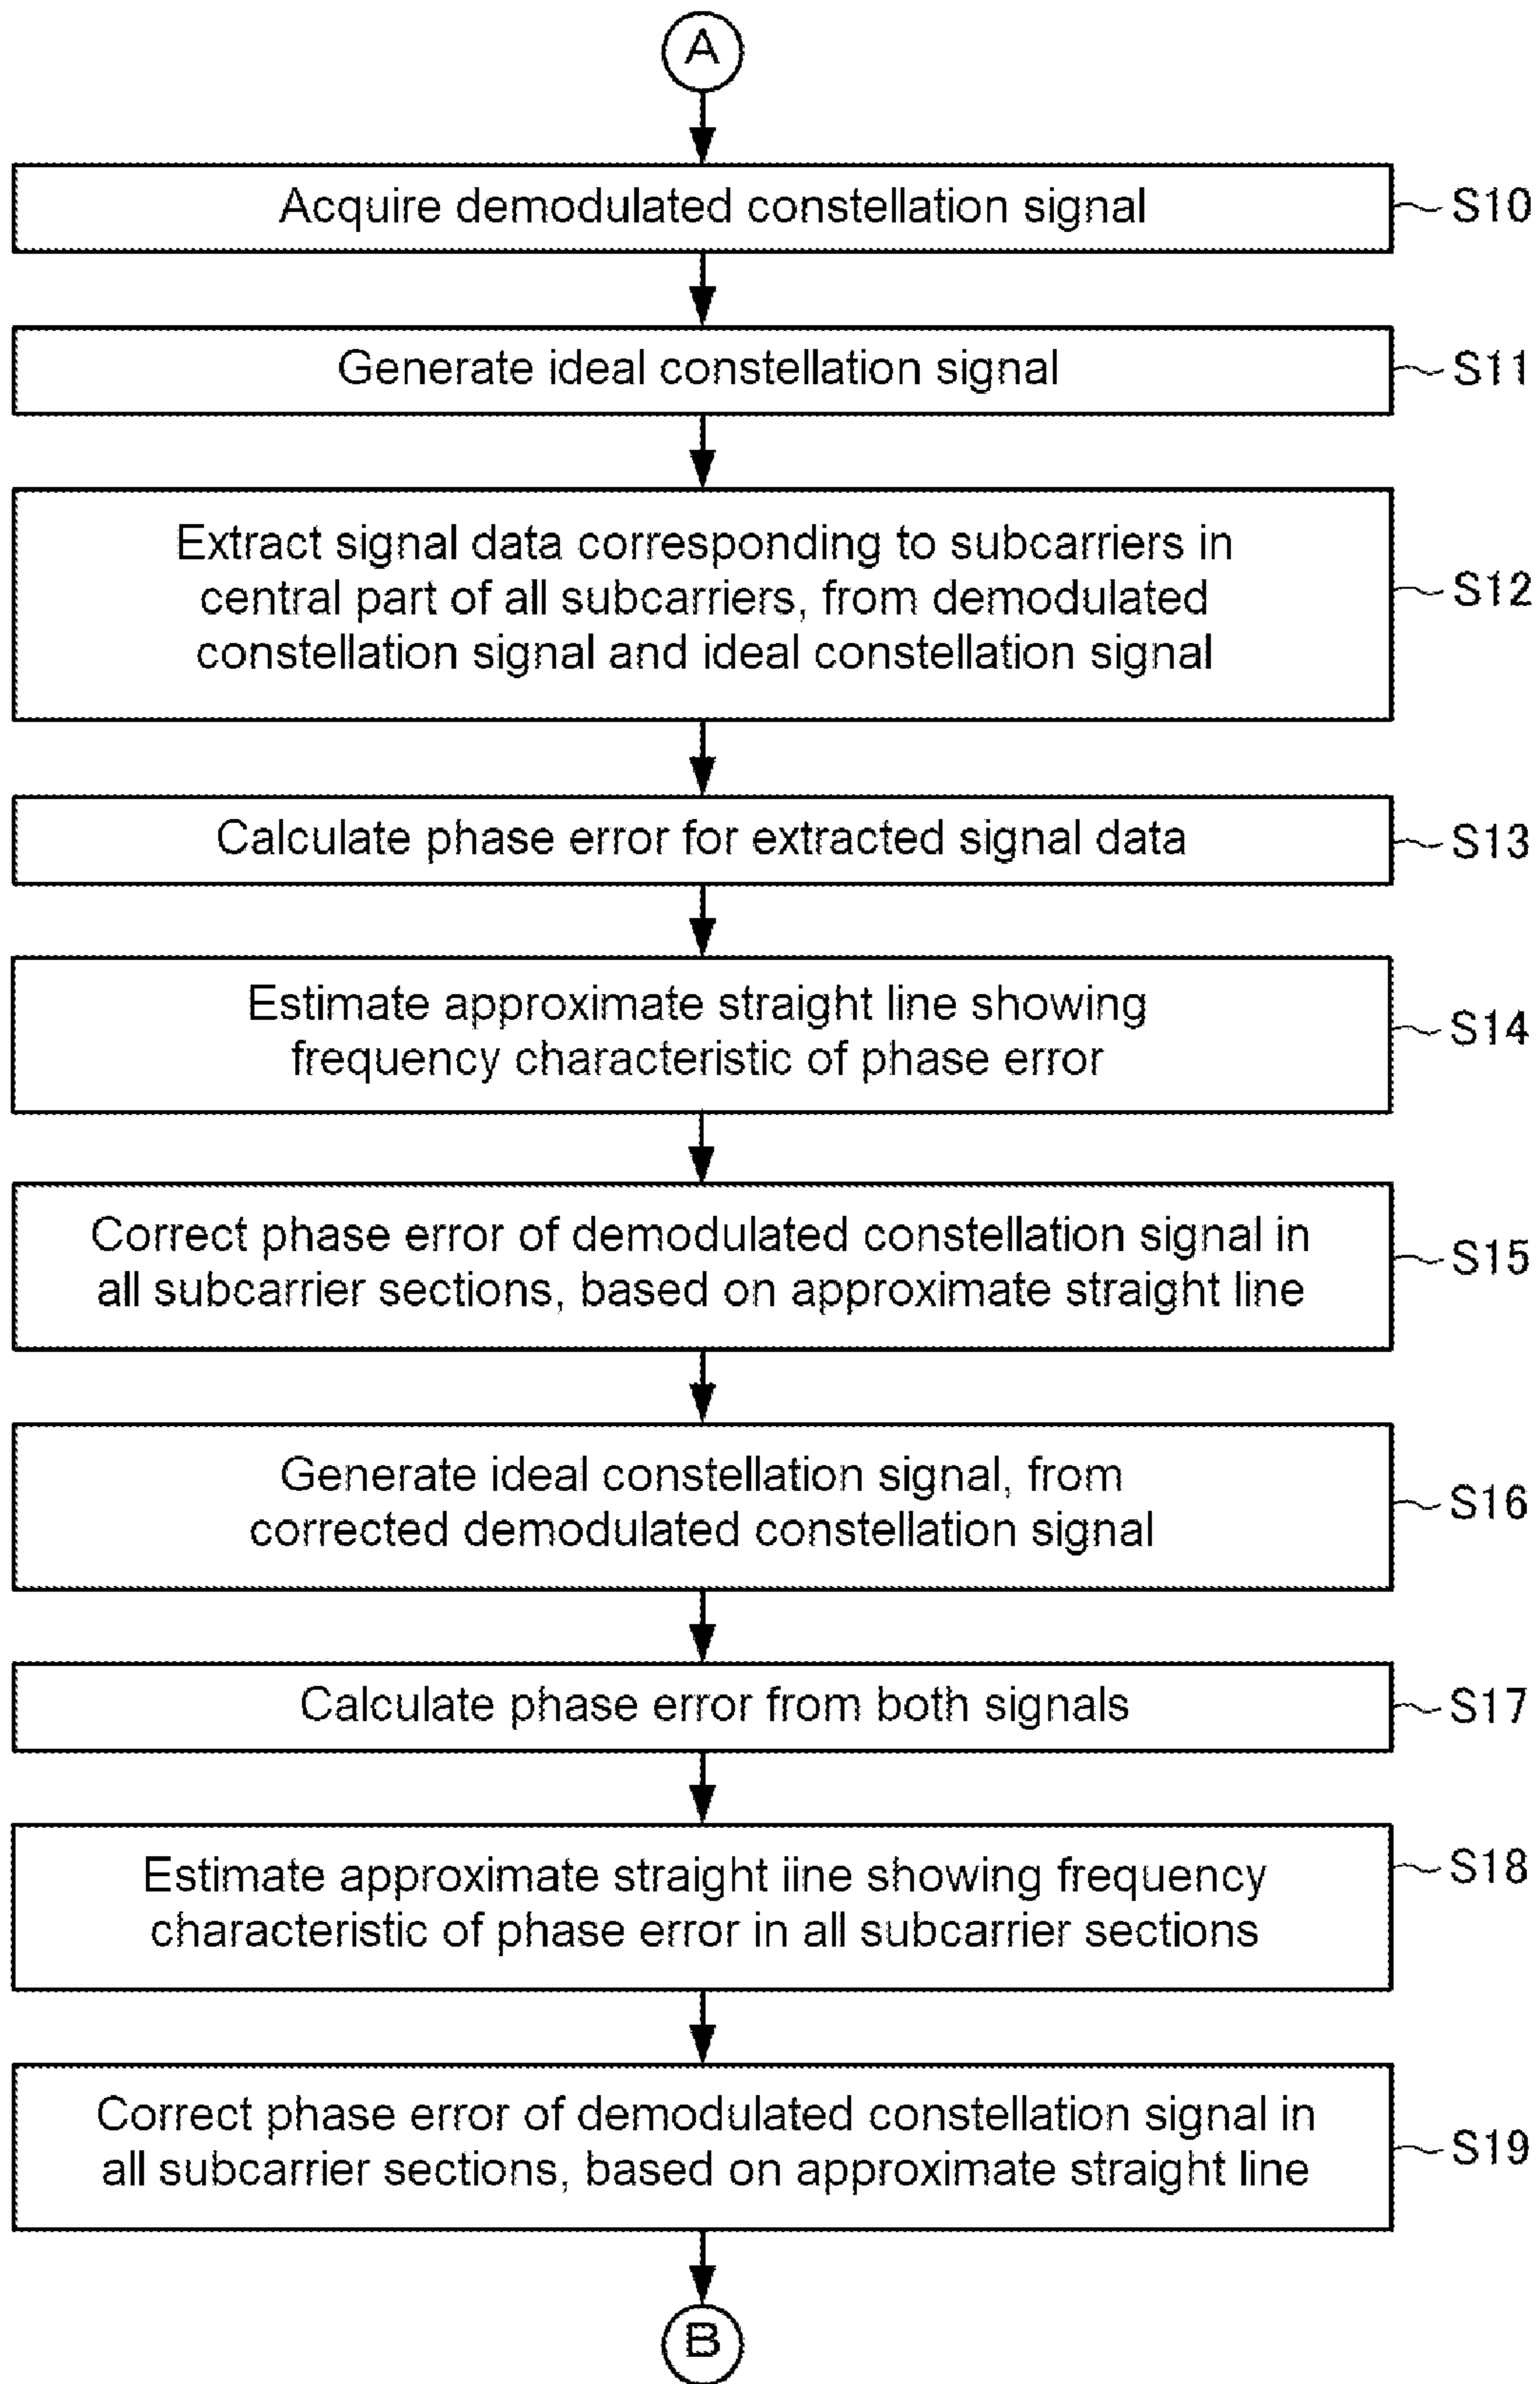 A
Acquire demodulated constellation signal
S10
Generate ideal constellation signal
S11
Extract signal data corresponding to subcarriers in
central part of all subcarriers, from demodulated
constellation signal and ideal constellation signal
S12
Calculate phase error for extracted signal data
S13
Estimate approximate straight line showing
frequency characteristic of phase error
S14
Correct phase error of demodulated constellation signal in
all subcarrier sections, based on approximate straight line
S15
Generate ideal constellation signal, from
corrected demodulated constellation signal
S16
Calculate phase error from both signals
S17
Estimate approximate straight iine showing frequency
characteristic of phase error in all subcarrier sections
S18
Correct phase error of demodulated constellation signal in
all subcarrier sections, based on approximate straight line
S19
B